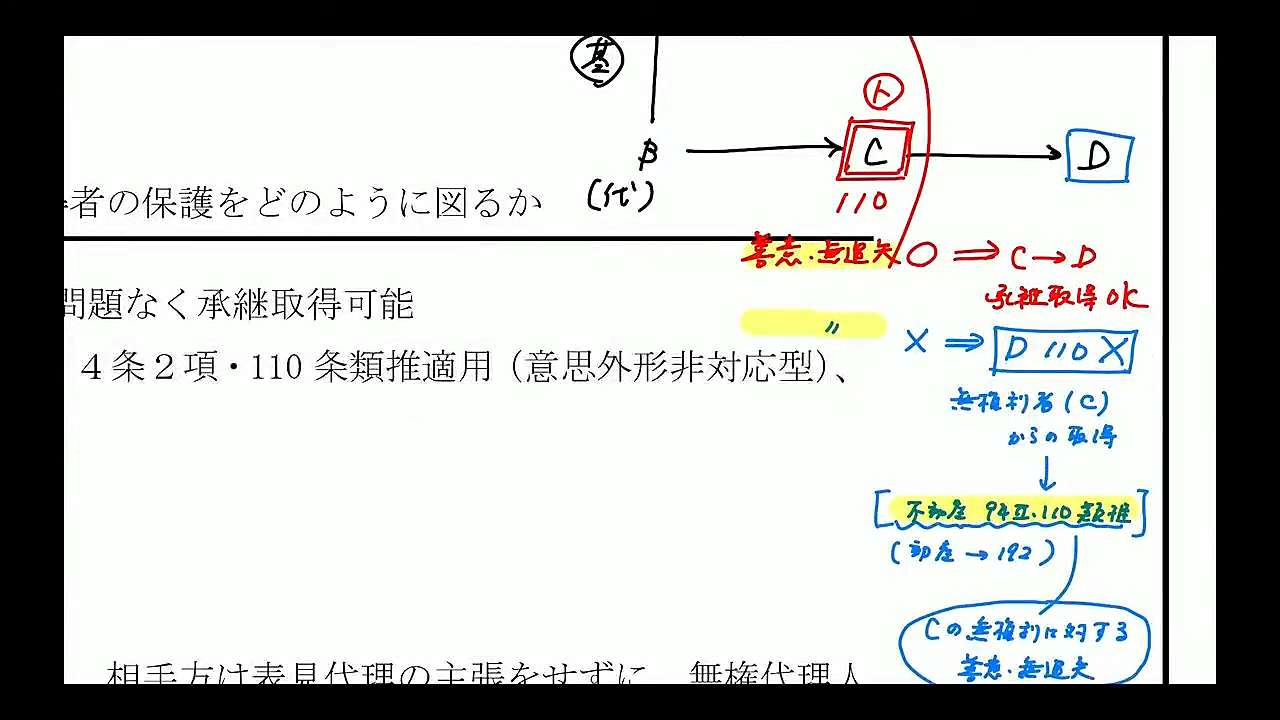 基
ト
B
C
D
(代)
110
者の保護をどのように図るか
善意・無過失 ○ ⇒ C→D
承継取得OK
問題なく承継取得可能
〃 × ⇒ D 110 X
4条2項・110 条類推適用（意思外形非対応型）、
無権利者(C)
からの取得
↓
[不動産 94Ⅱ.110類推]
(動産→192)
Cの無権利に対する
善意・無過失
相手方は表見代理の主張をせずに、無権代理人